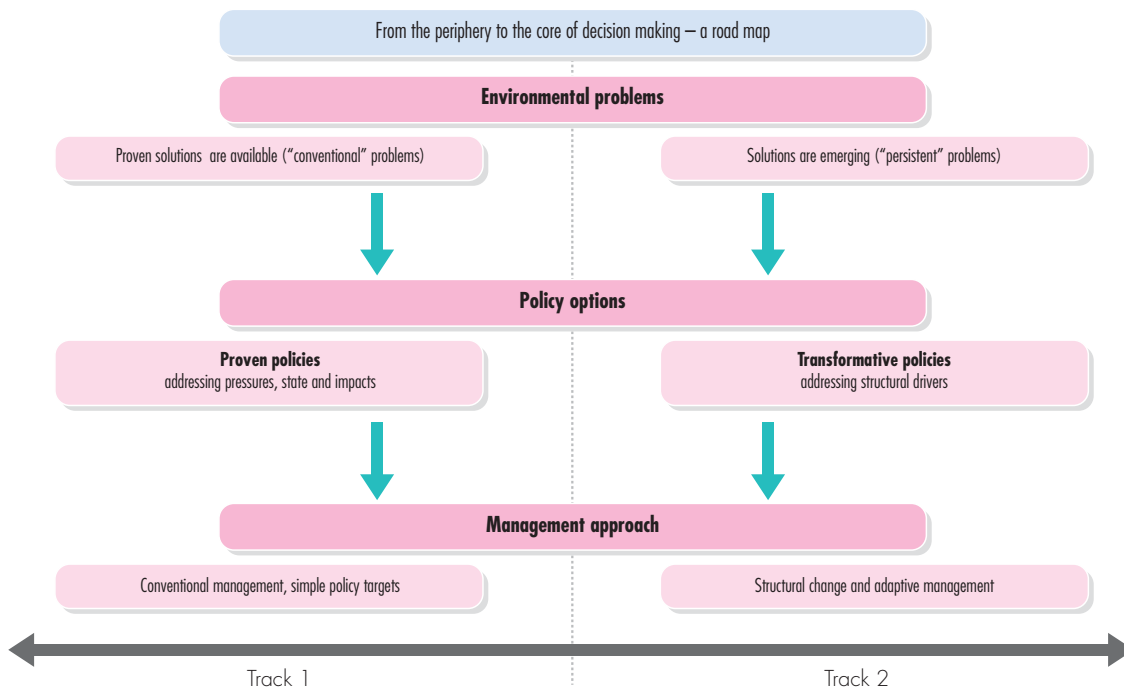 From the periphery to the core of decision making – a road map
Environmental problems
Proven solutions are available (“conventional” problems)
Solutions are emerging (“persistent” problems)
Policy options
Proven policies
addressing pressures, state and impacts
Transformative policies
addressing structural drivers
Management approach
Conventional management, simple policy targets
Structural change and adaptive management
Track 1
Track 2